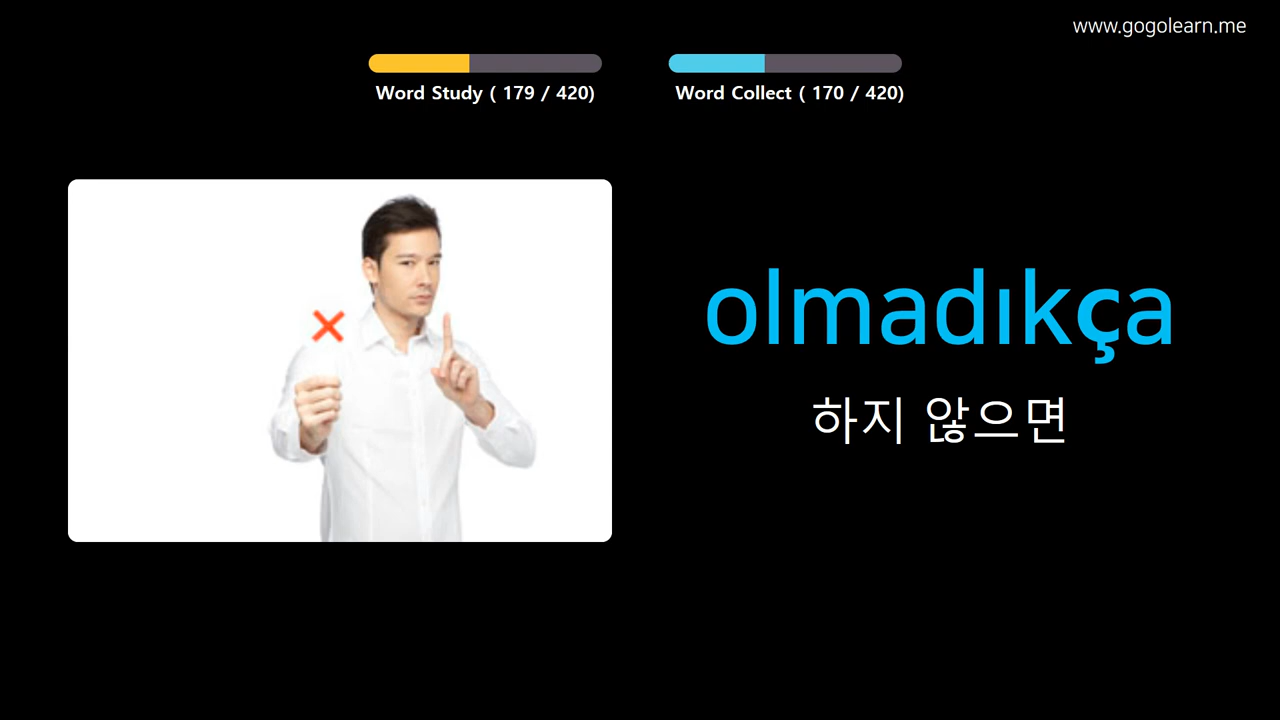 www.gogolearn.me
Word Study ( 179 / 420)
Word Collect ( 170 / 420)
olmadıkça
하지 않으면